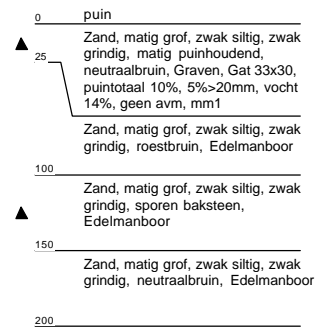 0 puin
Zand, matig grof, zwak siltig, zwak
grindig, matig puinhoudend,
25 neutraalbruin, Graven, Gat 33x30,
puintotaal 10%, 5%>20mm, vocht
14%, geen avm, mm1
Zand, matig grof, zwak siltig, zwak
grindig, roestbruin, Edelmanboor
100
Zand, matig grof, zwak siltig, zwak
grindig, sporen baksteen,
Edelmanboor
150
Zand, matig grof, zwak siltig, zwak
grindig, neutraalbruin, Edelmanboor
200